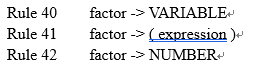 Rule 40 factor -> VARIABLE↵
Rule 41 factor -> ( expression )↵
Rule 42 factor -> NUMBER↵